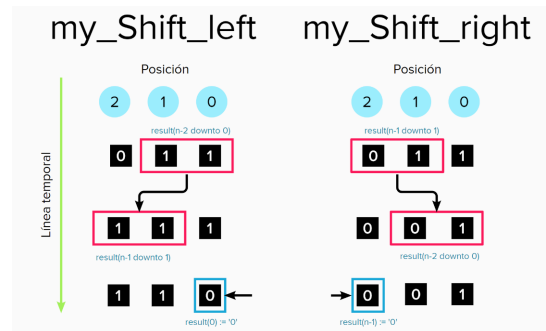 my_Shift_left
my_Shift_right
Posición
Posición
2 1 0
2 1 0
result(n-2 downto 0)
result(n-1 downto 1)
0 1 1
0 1 1
Línea temporal
1 1 1
0 0 1
result(n-1 downto 1)
result(n-2 downto 0)
1 1 0
0 0 1
result(0) := '0'
result(n-1) := '0'